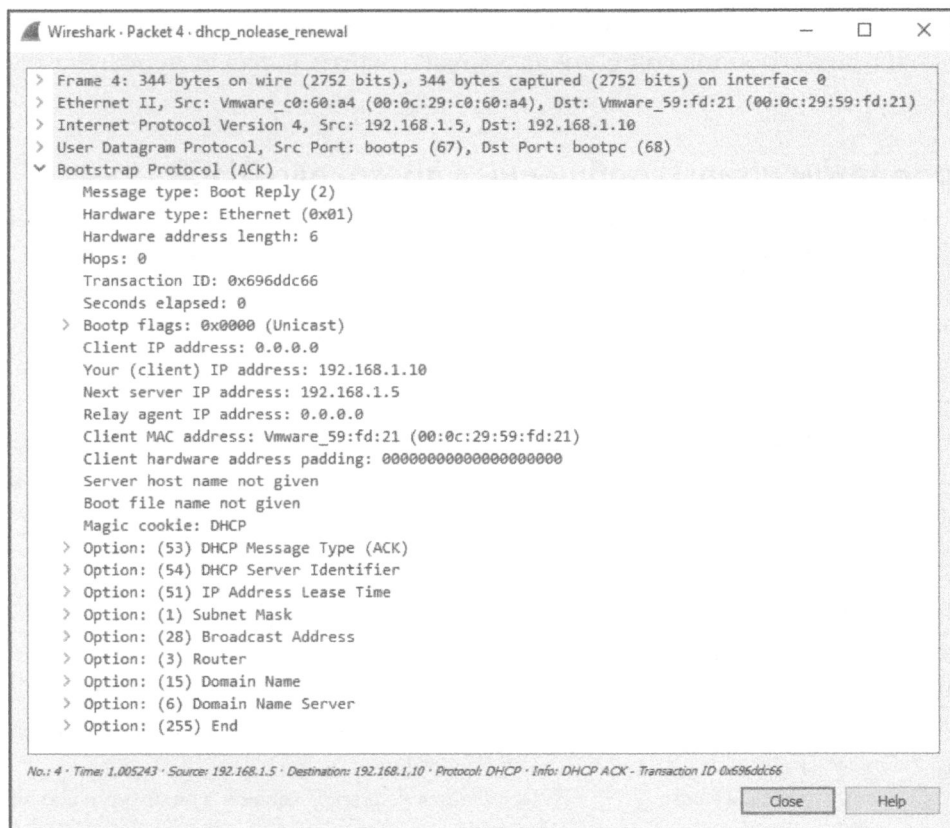 Wireshark · Packet 4 · dhcp_nolease_renewal
> Frame 4: 344 bytes on wire (2752 bits), 344 bytes captured (2752 bits) on interface 0
> Ethernet II, Src: Vmware_c0:60:a4 (00:0c:29:c0:60:a4), Dst: Vmware_59:fd:21 (00:0c:29:59:fd:21)
> Internet Protocol Version 4, Src: 192.168.1.5, Dst: 192.168.1.10
> User Datagram Protocol, Src Port: bootps (67), Dst Port: bootpc (68)
Bootstrap Protocol (ACK)
Message type: Boot Reply (2)
Hardware type: Ethernet (0x01)
Hardware address length: 6
Hops: 0
Transaction ID: 0x696ddc66
Seconds elapsed: 0
> Bootp flags: 0x0000 (Unicast)
Client IP address: 0.0.0.0
Your (client) IP address: 192.168.1.10
Next server IP address: 192.168.1.5
Relay agent IP address: 0.0.0.0
Client MAC address: Vmware_59:fd:21 (00:0c:29:59:fd:21)
Client hardware address padding: 00000000000000000000
Server host name not given
Boot file name not given
Magic cookie: DHCP
> Option: (53) DHCP Message Type (ACK)
> Option: (54) DHCP Server Identifier
> Option: (51) IP Address Lease Time
> Option: (1) Subnet Mask
> Option: (28) Broadcast Address
> Option: (3) Router
> Option: (15) Domain Name
> Option: (6) Domain Name Server
> Option: (255) End
No.: 4 · Time: 1.005243 · Source: 192.168.1.5 · Destination: 192.168.1.10 · Protocol: DHCP · Info: DHCP ACK - Transaction ID 0x696ddc66
Close Help